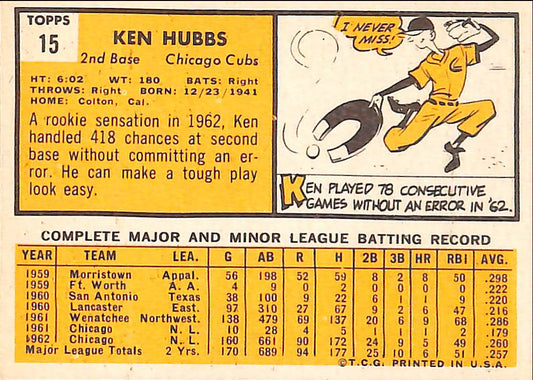 TOPPS
15
KEN HUBBS
2nd Base Chicago Cubs
HT: 6:02 WT: 180 BATS: Right
THROWS: Right BORN: 12/23/1941
HOME: Colton, Cal.
A rookie sensation in 1962, Ken
handled 418 chances at second
base without committing an er-
ror. He can make a tough play
look easy.
I NEVER
MISS!
KEN PLAYED 78 CONSECUTIVE
GAMES WITHOUT AN ERROR IN '62.
COMPLETE MAJOR AND MINOR LEAGUE BATTING RECORD
YEAR TEAM LEA. G AB R H 2B 3B HR RBI AVG.
1959 Morristown Appal. 56 198 52 59 8 2 8 50 .298
1959 Ft. Worth A. A. 4 9 0 2 0 0 0 0 .222
1960 San Antonio Texas 38 100 9 22 6 1 1 9 .220
1960 Lancaster East. 97 310 27 67 9 2 6 47 .216
1961 Wenatchee Northwest. 138 479 69 137 20 6 9 68 .286
1961 Chicago N. L. 10 28 4 5 1 1 1 2 .179
1962 Chicago N. L. 160 661 90 172 24 9 5 49 .260
Major League Totals 2 Yrs. 170 689 94 177 25 10 6 51 .257
©T.C.G. PRINTED IN U.S.A.